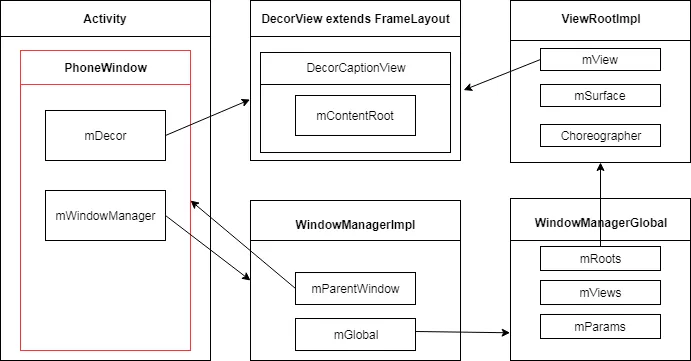 Activity
PhoneWindow
mDecor
mWindowManager
DecorView extends FrameLayout
DecorCaptionView
mContentRoot
WindowManagerImpl
mParentWindow
mGlobal
ViewRootImpl
mView
mSurface
Choreographer
WindowManagerGlobal
mRoots
mViews
mParams